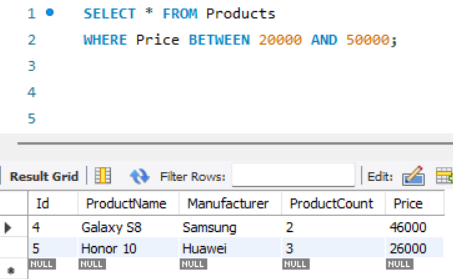 1 SELECT * FROM Products
2 WHERE Price BETWEEN 20000 AND 50000;
3
4
5
Result Grid Filter Rows: Edit:
Id ProductName Manufacturer ProductCount Price
4 Galaxy S8 Samsung 2 46000
5 Honor 10 Huawei 3 26000
NULL NULL NULL NULL NULL